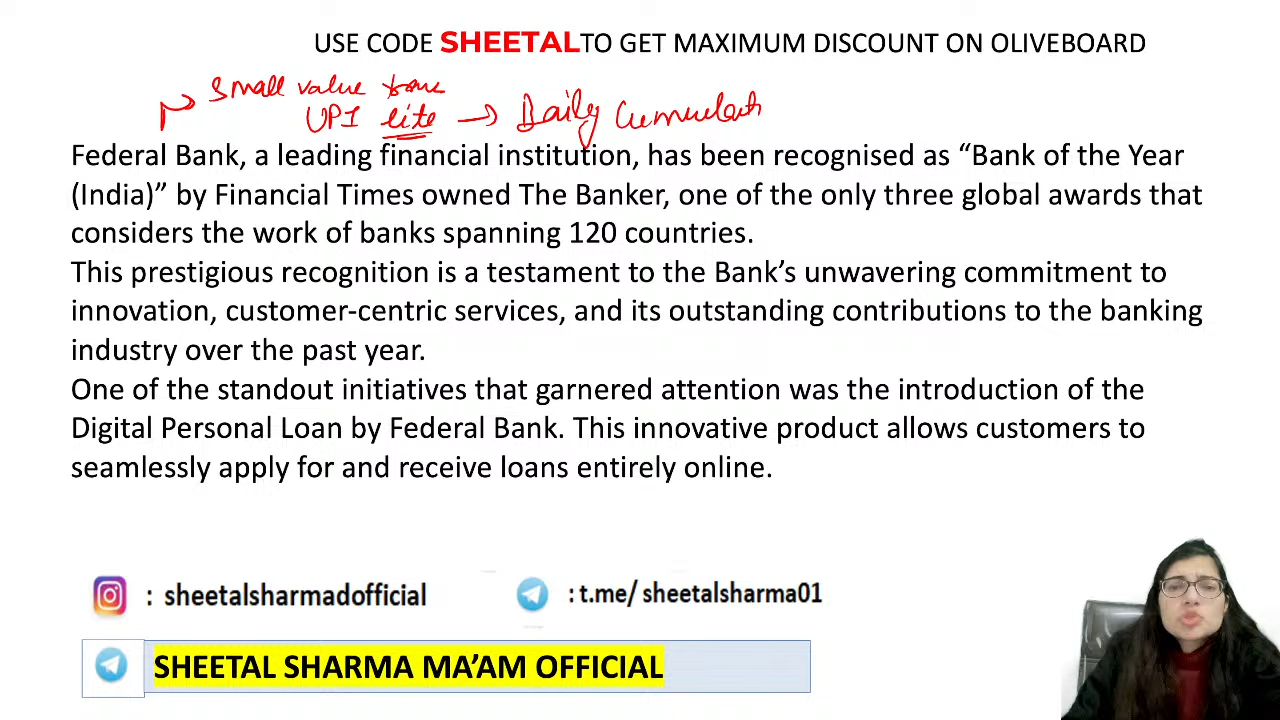 USE CODE SHEETAL TO GET MAXIMUM DISCOUNT ON OLIVEBOARD
Small value
UPI lite → Daily
Federal Bank, a leading financial institution, has been recognised as “Bank of the Year
(India)” by Financial Times owned The Banker, one of the only three global awards that
considers the work of banks spanning 120 countries.
This prestigious recognition is a testament to the Bank’s unwavering commitment to
innovation, customer-centric services, and its outstanding contributions to the banking
industry over the past year.
One of the standout initiatives that garnered attention was the introduction of the
Digital Personal Loan by Federal Bank. This innovative product allows customers to
seamlessly apply for and receive loans entirely online.
: sheetalsharmadofficial
: t.me/ sheetalsharma01
SHEETAL SHARMA MA’AM OFFICIAL